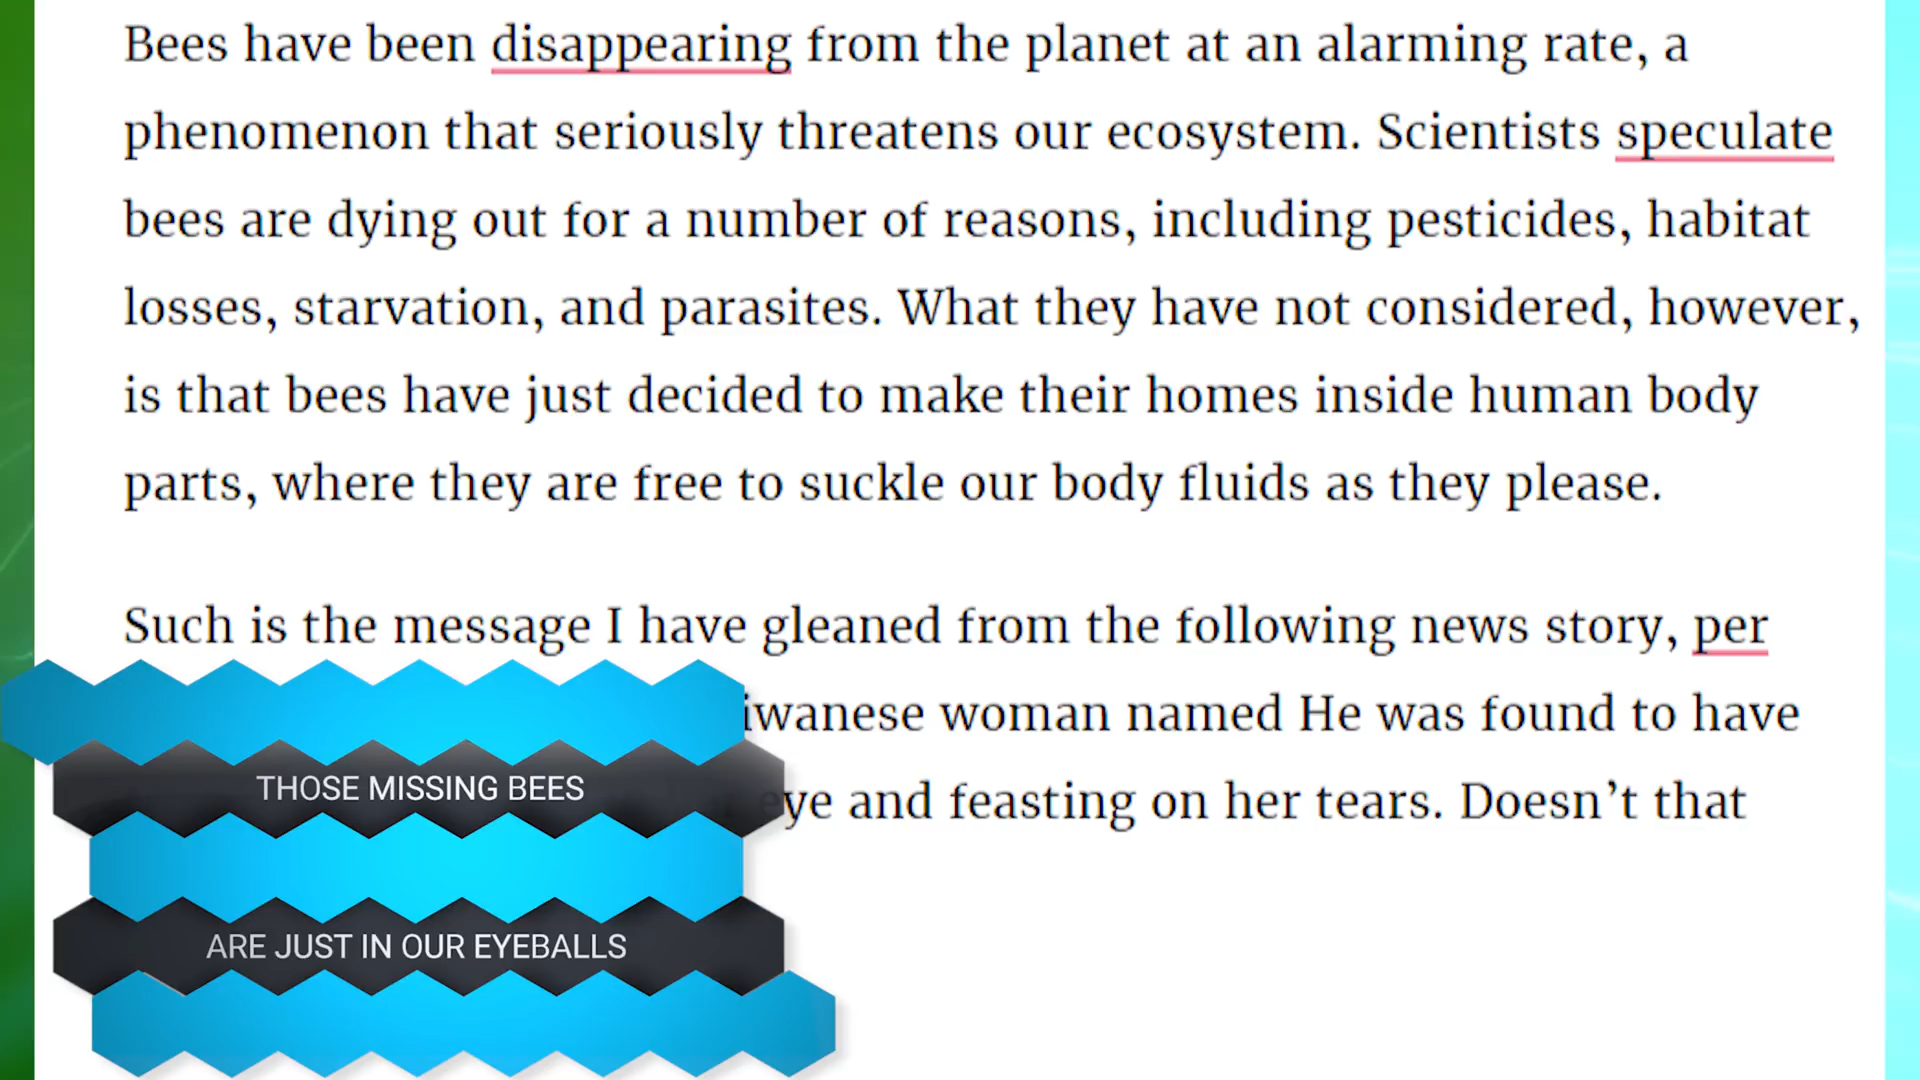 Bees have been disappearing from the planet at an alarming rate, a
phenomenon that seriously threatens our ecosystem. Scientists speculate
bees are dying out for a number of reasons, including pesticides, habitat
losses, starvation, and parasites. What they have not considered, however,
is that bees have just decided to make their homes inside human body
parts, where they are free to suckle our body fluids as they please.
Such is the message I have gleaned from the following news story, per
woman named He was found to have
eye and feasting on her tears. Doesn’t that
THOSE MISSING BEES
ARE JUST IN OUR EYEBALLS